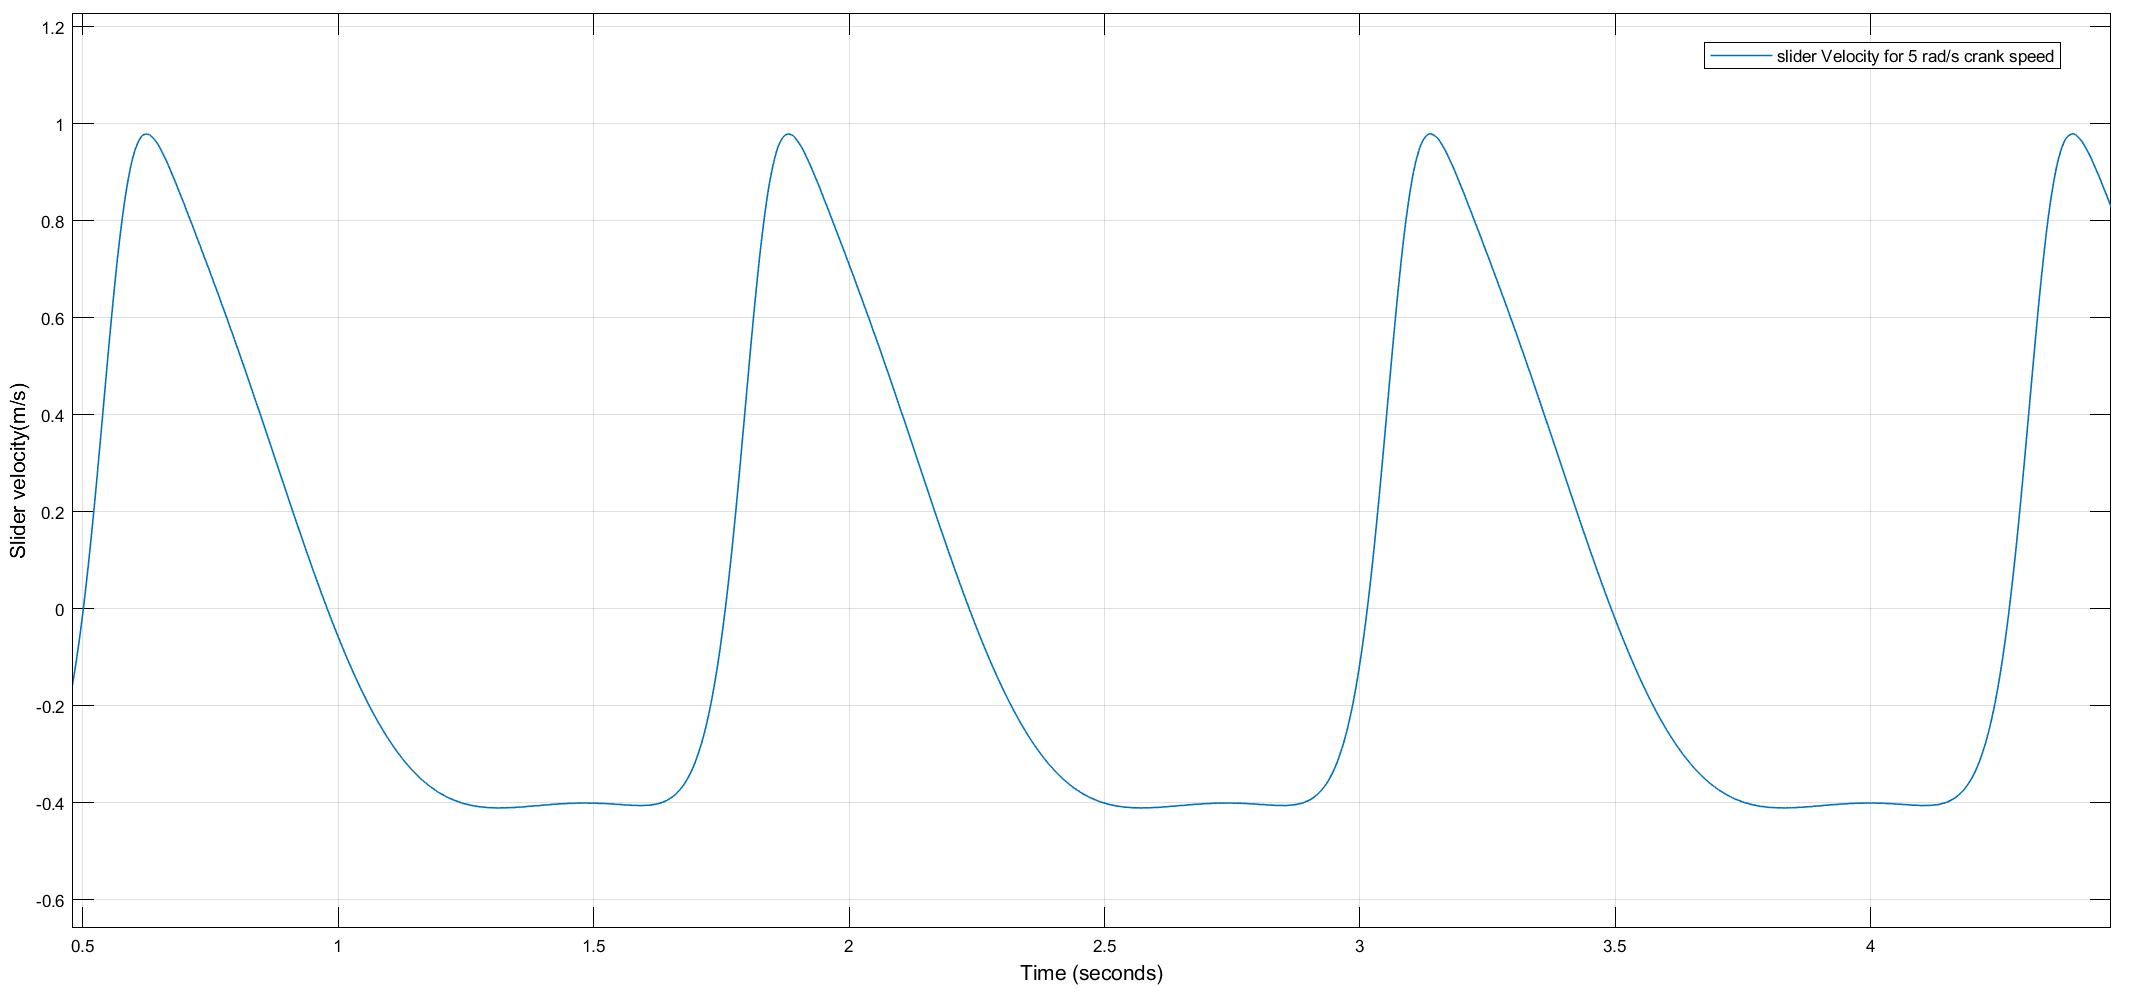 slider Velocity for 5 rad/s crank speed
Slider velocity(m/s)
1.2
1
0.8
0.6
0.4
0.2
0
-0.2
-0.4
-0.6
0.5 1 1.5 2 2.5 3 3.5 4
Time (seconds)